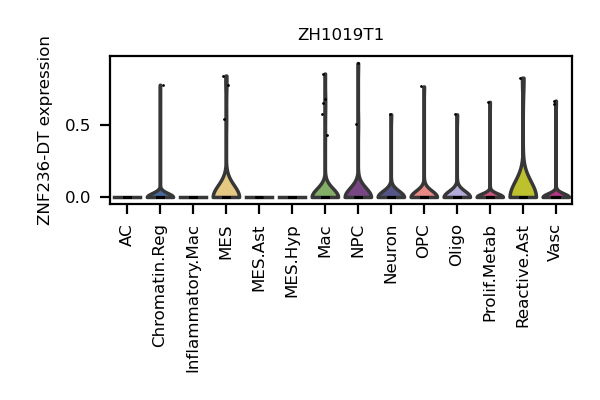 ZH1019T1
ZNF236-DT expression
0.5
0.0
AC
Chromatin.Reg
Inflammatory.Mac
MES
MES.Ast
MES.Hyp
Mac
NPC
Neuron
OPC
Oligo
Prolif.Metab
Reactive.Ast
Vasc